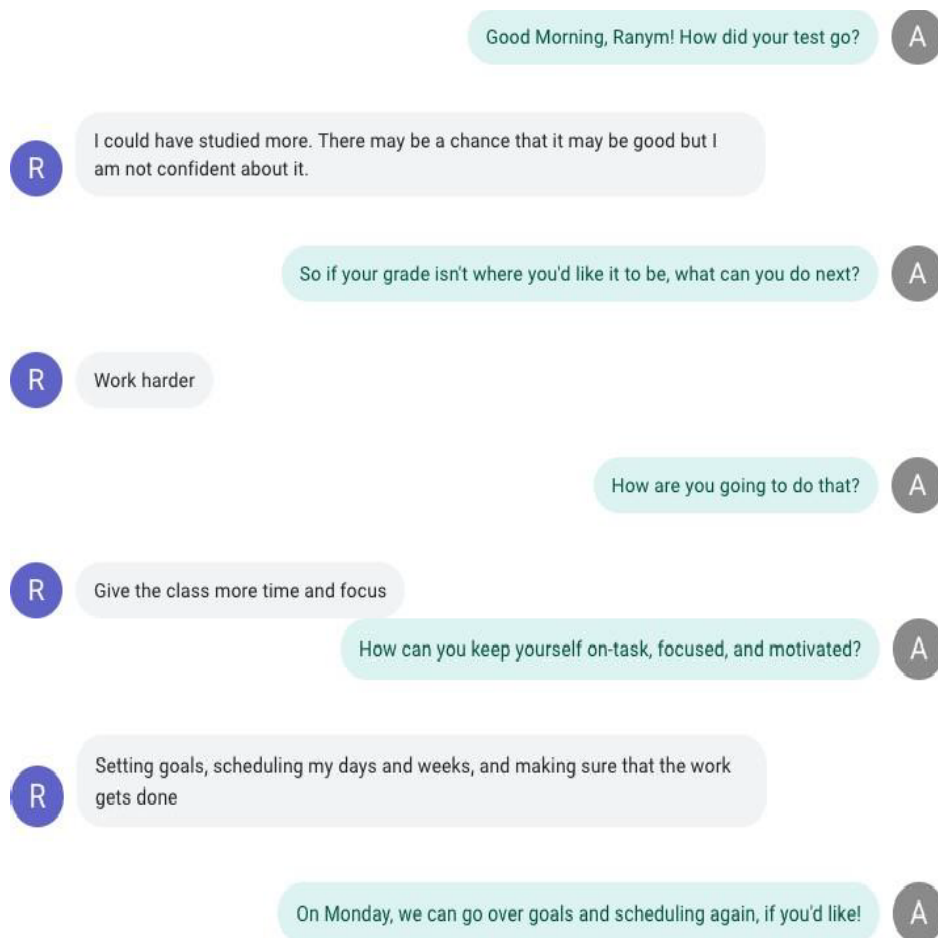 Good Morning, Ranym! How did your test go?
A
I could have studied more. There may be a chance that it may be good but I
am not confident about it.
R
So if your grade isn't where you'd like it to be, what can you do next?
A
R
Work harder
How are you going to do that?
A
R
Give the class more time and focus
How can you keep yourself on-task, focused, and motivated?
A
Setting goals, scheduling my days and weeks, and making sure that the work
gets done
R
On Monday, we can go over goals and scheduling again, if you'd like!
A